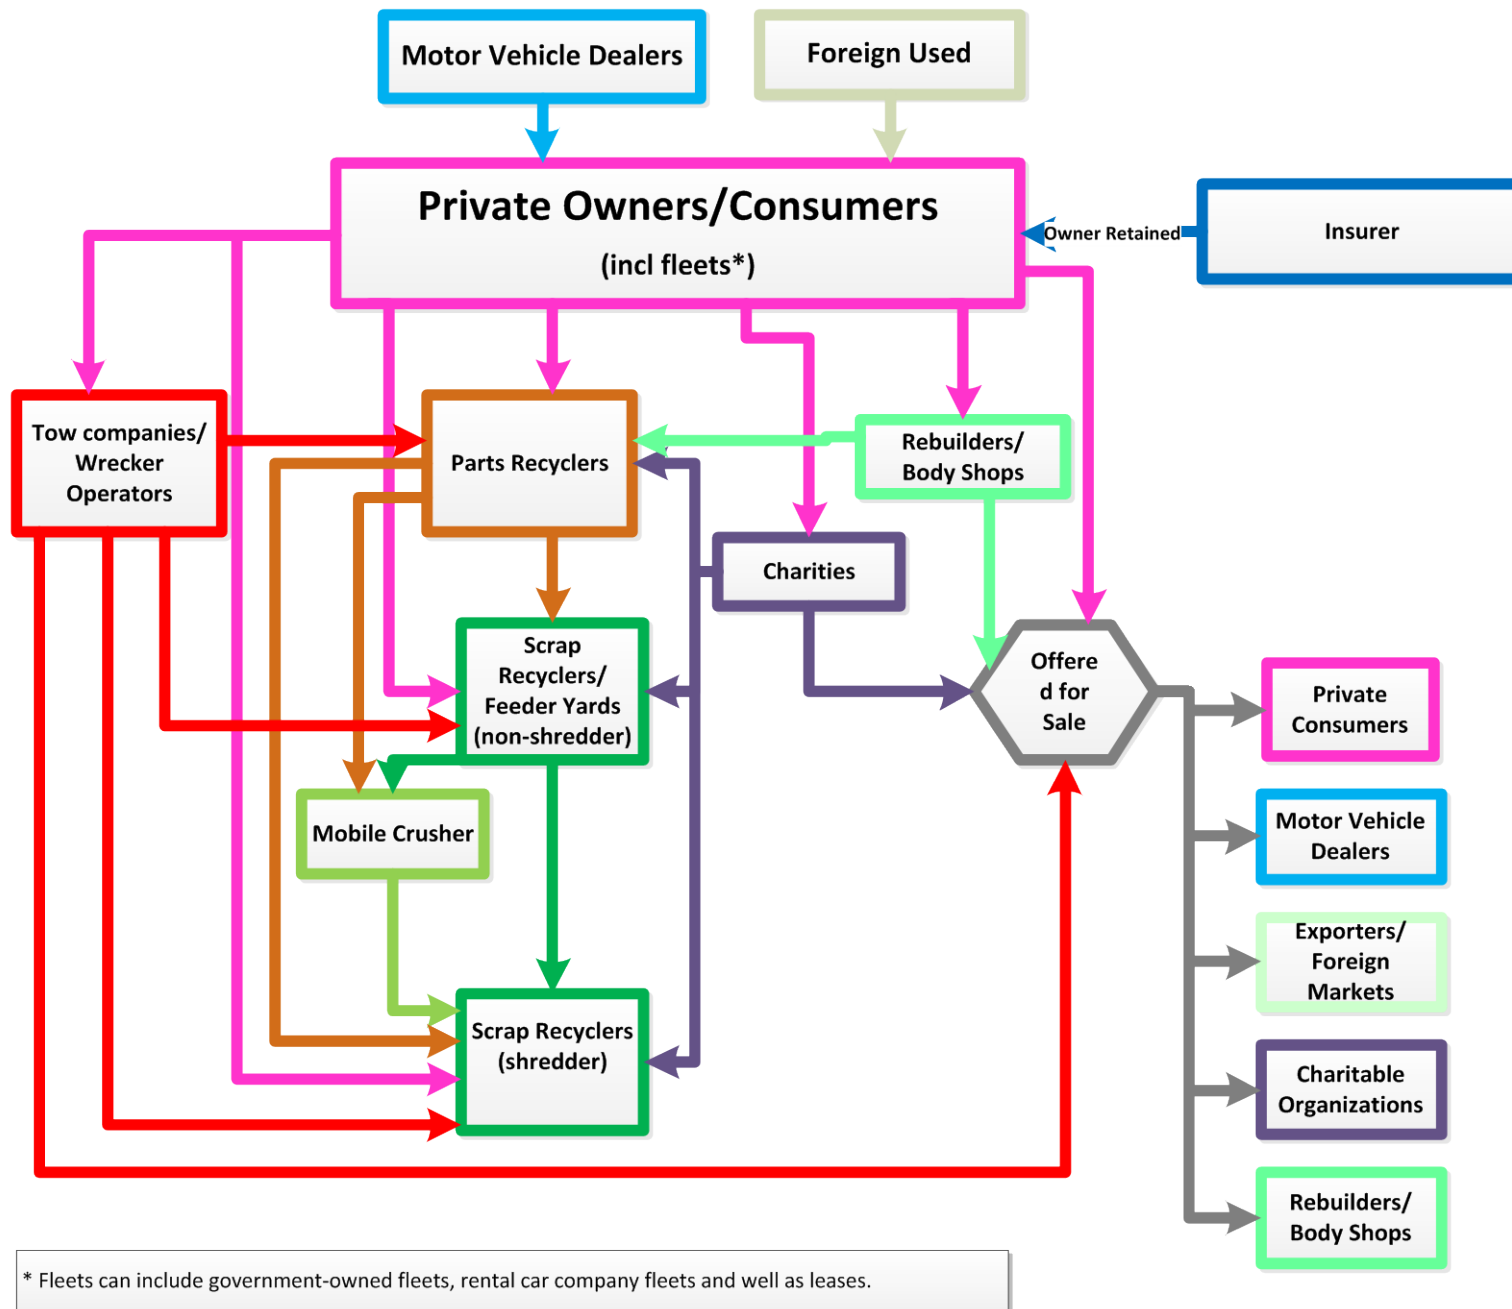 Motor Vehicle Dealers
Foreign Used
Private Owners/Consumers
(incl fleets*)
Owner Retained
Insurer
Tow companies/
Wrecker
Operators
Parts Recyclers
Rebuilders/
Body Shops
Charities
Scrap
Recyclers/
Feeder Yards
(non-shredder)
Offere
d for
Sale
Private
Consumers
Mobile Crusher
Motor Vehicle
Dealers
Exporters/
Foreign
Markets
Scrap Recyclers
(shredder)
Charitable
Organizations
Rebuilders/
Body Shops
* Fleets can include government-owned fleets, rental car company fleets and well as leases.